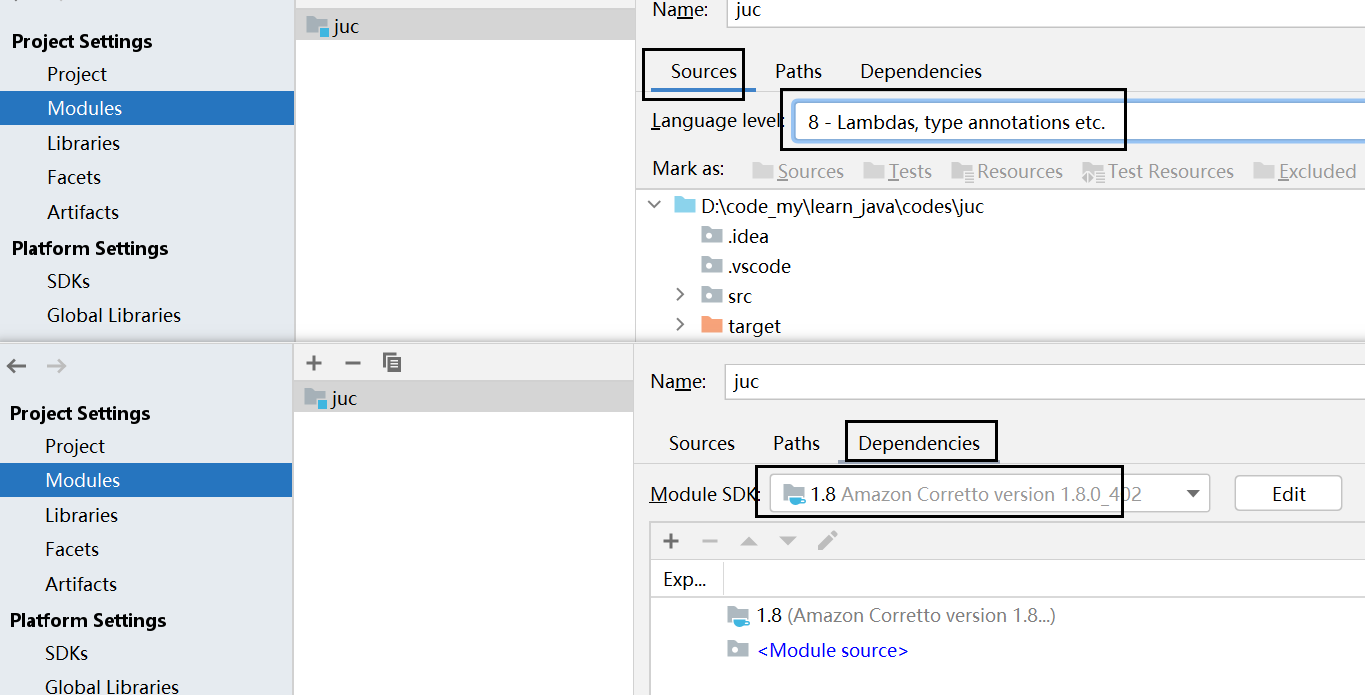 Name: juc
juc
Project Settings
Sources Paths Dependencies
Project
Modules
Language level: 8 - Lambdas, type annotations etc.
Libraries
Mark as: Sources Tests Resources Test Resources Excluded
Facets
D:\code_my\learn_java\codes\juc
Artifacts
.idea
Platform Settings
.vscode
SDKs
src
Global Libraries
target
Name: juc
juc
Project Settings
Sources Paths Dependencies
Project
Modules
Module SDK: 1.8 Amazon Corretto version 1.8.0_402 Edit
Libraries
Facets
Exp...
Artifacts
1.8 (Amazon Corretto version 1.8...)
Platform Settings
<Module source>
SDKs
Global Libraries